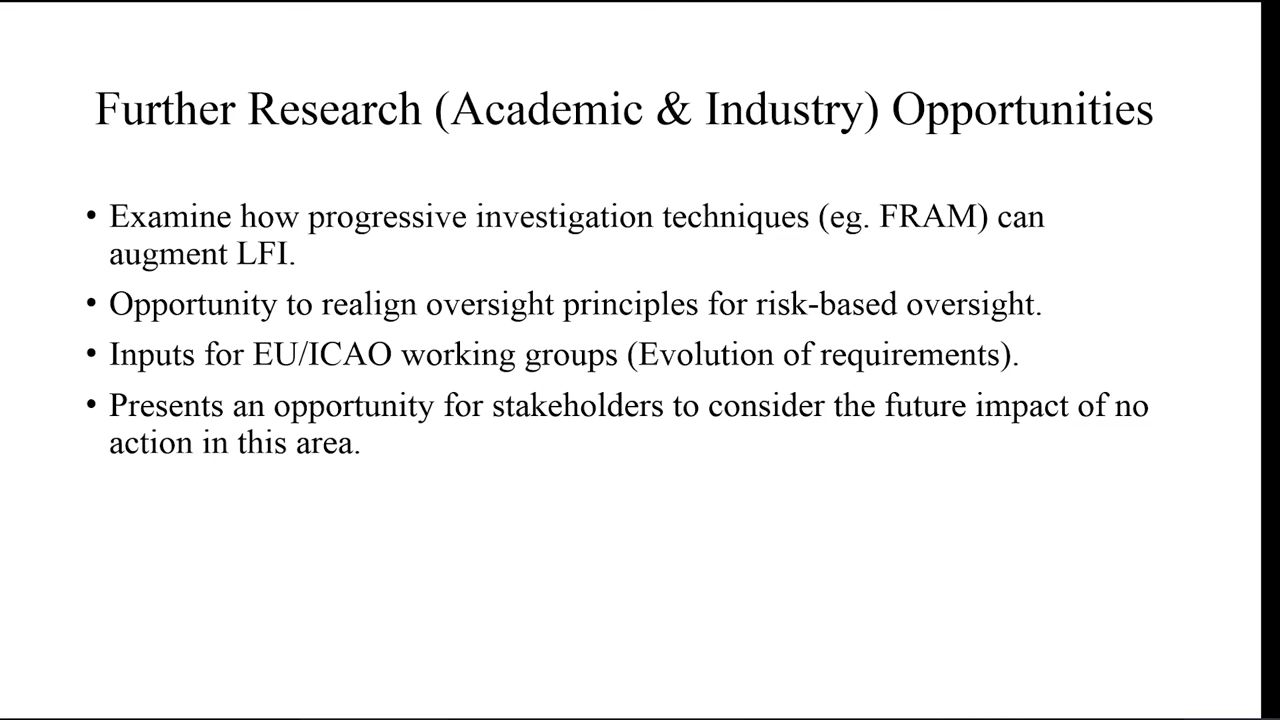 Further Research (Academic & Industry) Opportunities
• Examine how progressive investigation techniques (eg. FRAM) can
augment LFI.
• Opportunity to realign oversight principles for risk-based oversight.
• Inputs for EU/ICAO working groups (Evolution of requirements).
• Presents an opportunity for stakeholders to consider the future impact of no
action in this area.